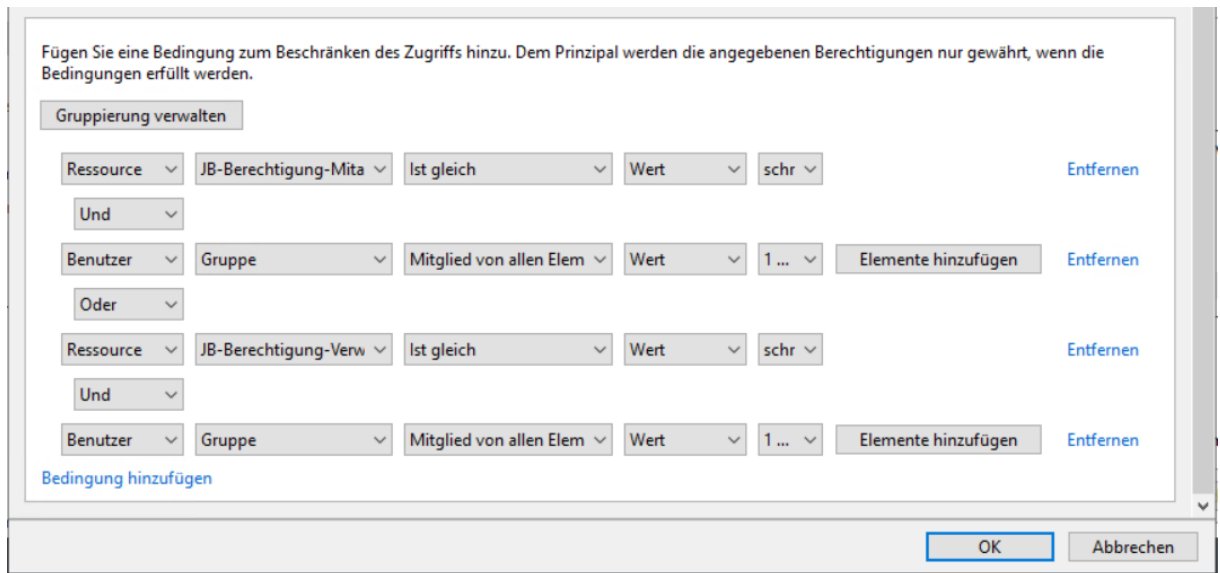 Fügen Sie eine Bedingung zum Beschränken des Zugriffs hinzu. Dem Prinzipal werden die angegebenen Berechtigungen nur gewährt, wenn die
Bedingungen erfüllt werden.
Gruppierung verwalten
Ressource JB-Berechtigung-Mita Ist gleich Wert schr Entfernen
Und
Benutzer Gruppe Mitglied von allen Elem Wert 1 ... Elemente hinzufügen Entfernen
Oder
Ressource JB-Berechtigung-Verw Ist gleich Wert schr Entfernen
Und
Benutzer Gruppe Mitglied von allen Elem Wert 1 ... Elemente hinzufügen Entfernen
Bedingung hinzufügen
OK Abbrechen